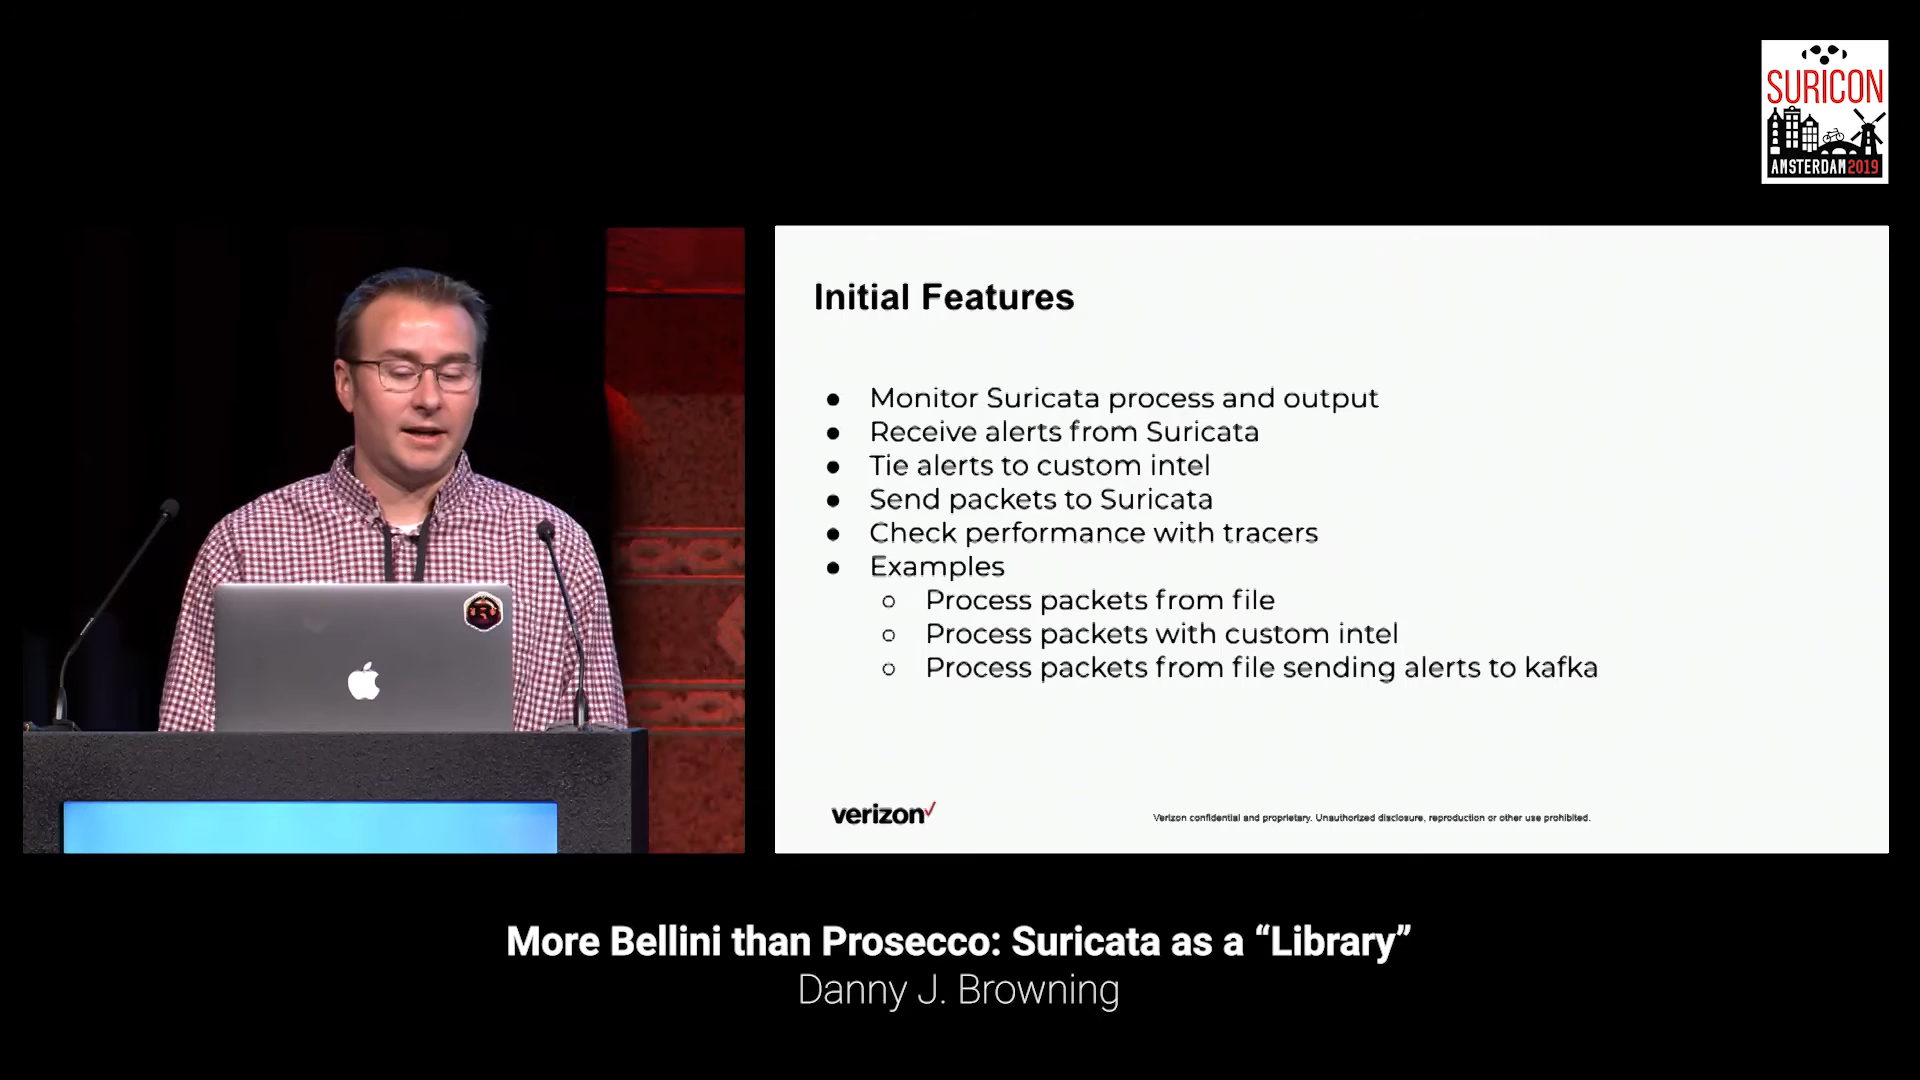 SURICON
AMSTERDAM 2019
Initial Features
● Monitor Suricata process and output
● Receive alerts from Suricata
● Tie alerts to custom intel
● Send packets to Suricata
● Check performance with tracers
● Examples
○ Process packets from file
○ Process packets with custom intel
○ Process packets from file sending alerts to kafka
verizon✓
Verizon confidential and proprietary. Unauthorized disclosure, reproduction or other use prohibited.
More Bellini than Prosecco: Suricata as a “Library”
Danny J. Browning